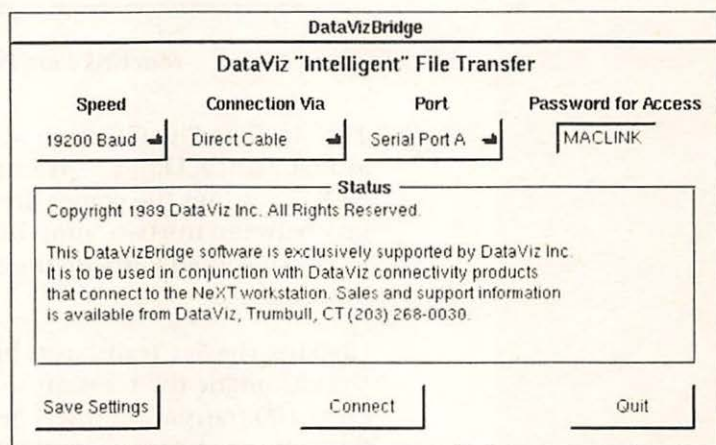 DataVizBridge
DataViz "Intelligent" File Transfer
Speed
Connection Via
Port
Password for Access
19200 Baud
Direct Cable
Serial Port A
MACLINK
Status
Copyright 1989 DataViz Inc. All Rights Reserved.
This DataVizBridge software is exclusively supported by DataViz Inc.
It is to be used in conjunction with DataViz connectivity products
that connect to the NeXT workstation. Sales and support information
is available from DataViz, Trumbull, CT (203) 268-0030.
Save Settings
Connect
Quit